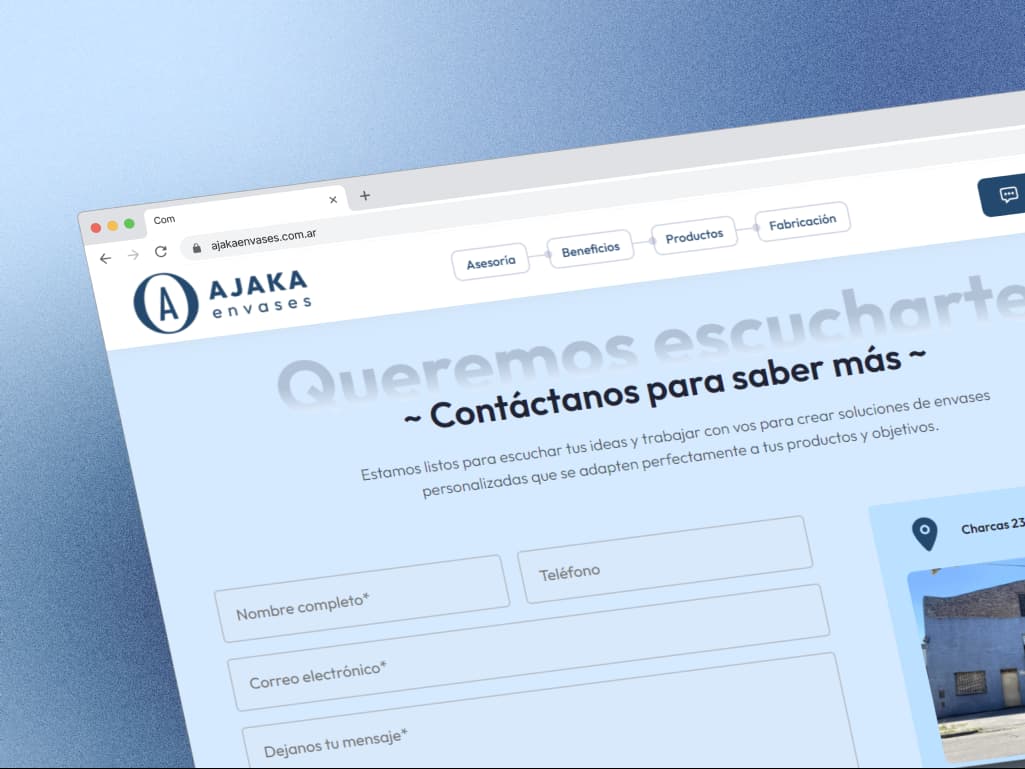 Com
ajakaenvases.com.ar
AJAKA
envases
Asesoría
Beneficios
Productos
Fabricación
Queremos escucharte
~ Contáctanos para saber más ~
Estamos listos para escuchar tus ideas y trabajar con vos para crear soluciones de envases
personalizadas que se adapten perfectamente a tus productos y objetivos.
Nombre completo*
Teléfono
Correo electrónico*
Dejanos tu mensaje*
Charcas 23